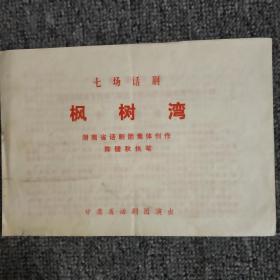 七场话剧
枫树湾
湖南省话剧团集体创作
陈健秋执笔
甘肃省话剧团演出